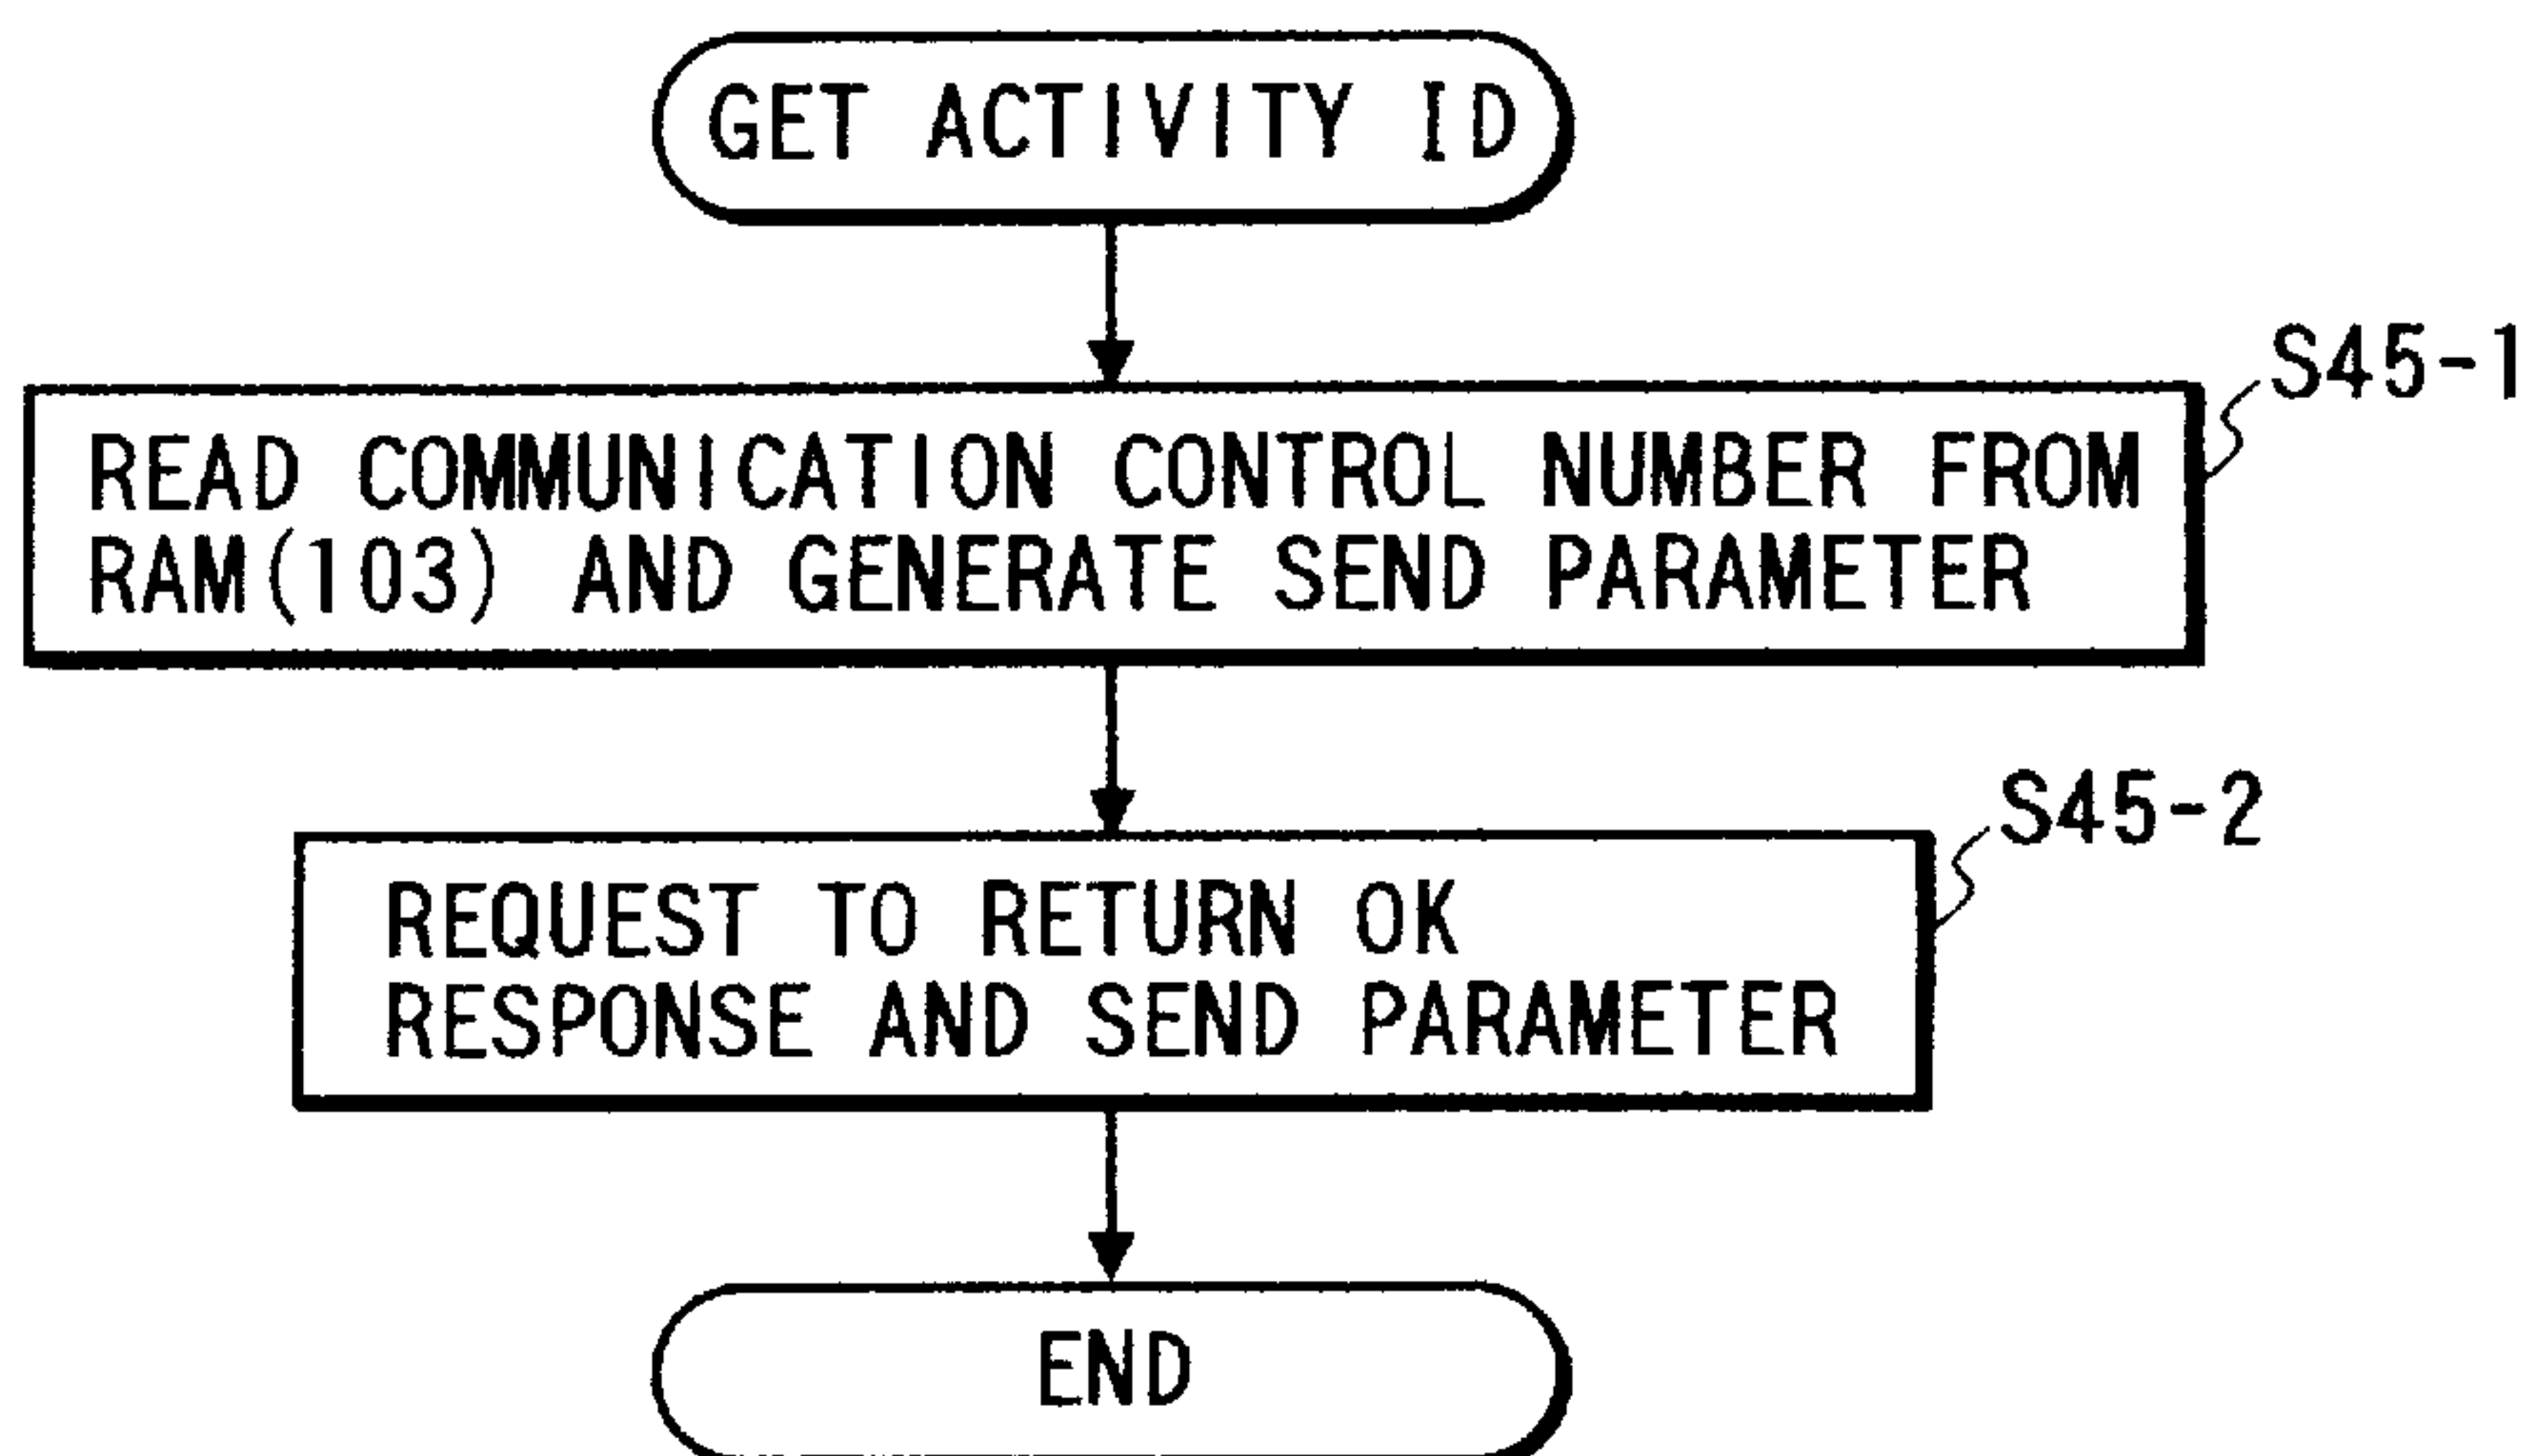 GET ACTIVITY ID
S45-1
READ COMMUNICATION CONTROL NUMBER FROM
RAM(103) AND GENERATE SEND PARAMETER
S45-2
REQUEST TO RETURN OK
RESPONSE AND SEND PARAMETER
END